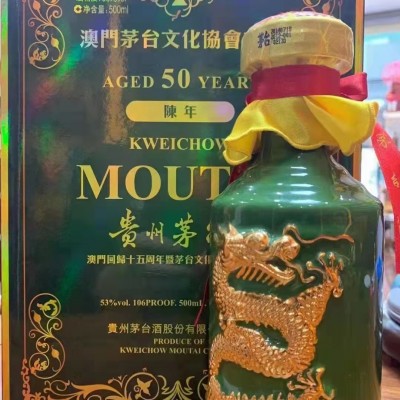 净含量:500ml
澳門茅台文化協會
AGED 50 YEAR
陳年
KWEICHOW
MOUT
貴州茅
澳門回歸十五周年暨茅台文化
53%vol. 106PROOF. 500ml.
貴州茅台酒股份有限
PRODUCE OF
KWEICHOW MOUTAI C